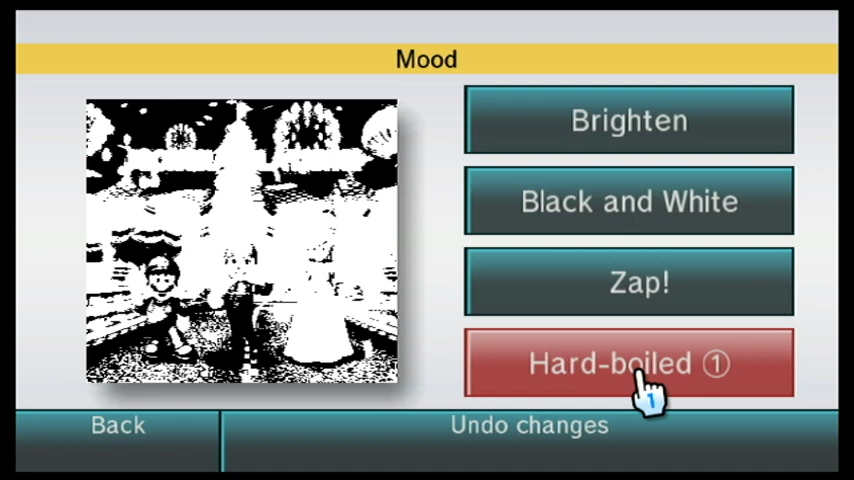 Mood
Brighten
Black and White
Zap!
Hard-boiled ①
1
Back
Undo changes